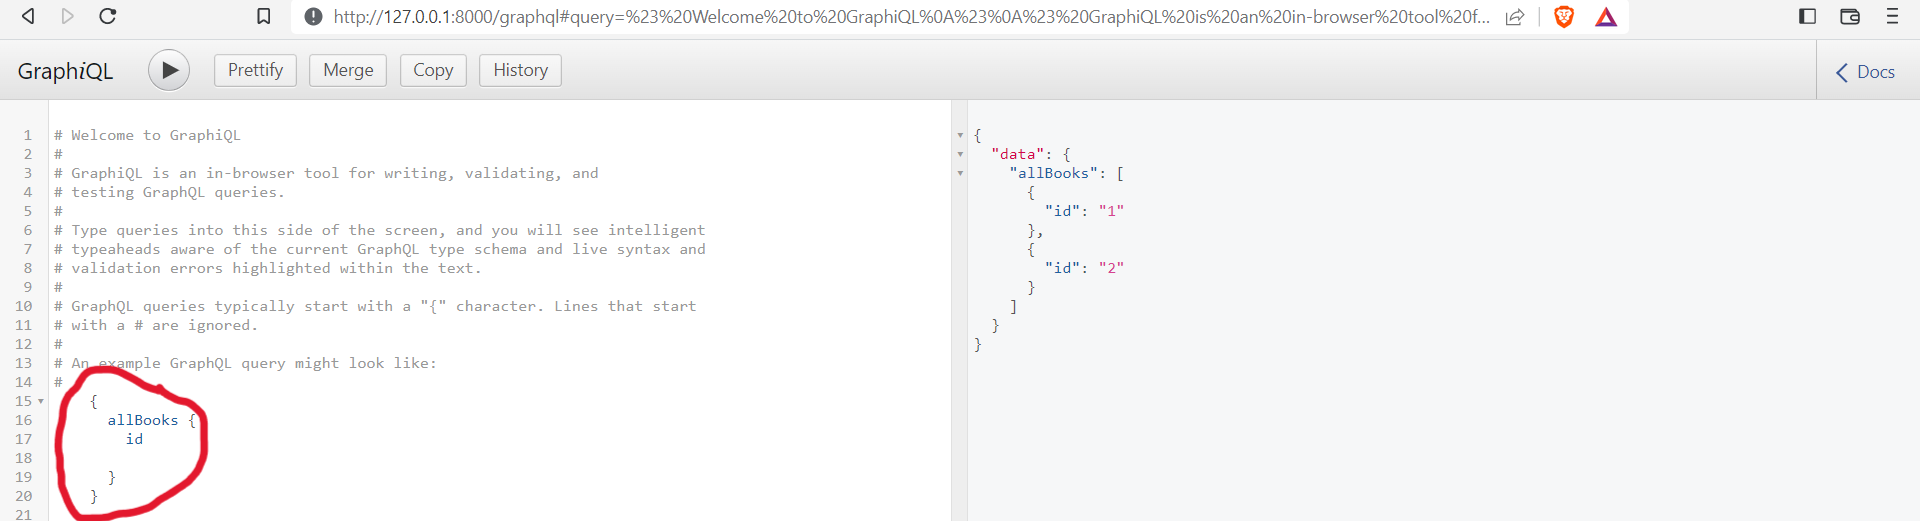 http://127.0.0.1:8000/graphql#query=%23%20Welcome%20to%20GraphiQL%0A%23%0A%23%20GraphiQL%20is%20an%20in-browser%20tool%20f...
GraphiQL
Prettify
Merge
Copy
History
Docs
1 # Welcome to GraphiQL
2 #
3 # GraphiQL is an in-browser tool for writing, validating, and
4 # testing GraphQL queries.
5 #
6 # Type queries into this side of the screen, and you will see intelligent
7 # typeaheads aware of the current GraphQL type schema and live syntax and
8 # validation errors highlighted within the text.
9 #
10 # GraphQL queries typically start with a "{" character. Lines that start
11 # with a # are ignored.
12 #
13 # An example GraphQL query might look like:
14 #
15 {
16 allBooks {
17 id
18
19 }
20 }
21
{
"data": {
"allBooks": [
{
"id": "1"
},
{
"id": "2"
}
]
}
}